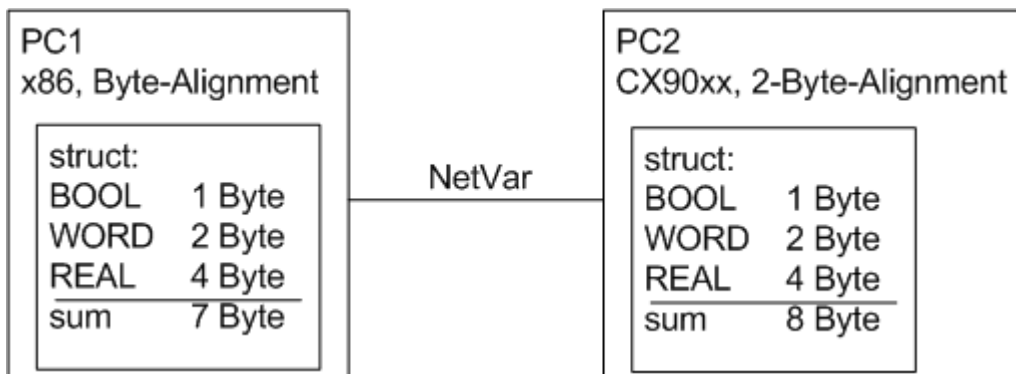 PC1
x86, Byte-Alignment
struct:
BOOL 1 Byte
WORD 2 Byte
REAL 4 Byte
sum 7 Byte
NetVar
PC2
CX90xx, 2-Byte-Alignment
struct:
BOOL 1 Byte
WORD 2 Byte
REAL 4 Byte
sum 8 Byte